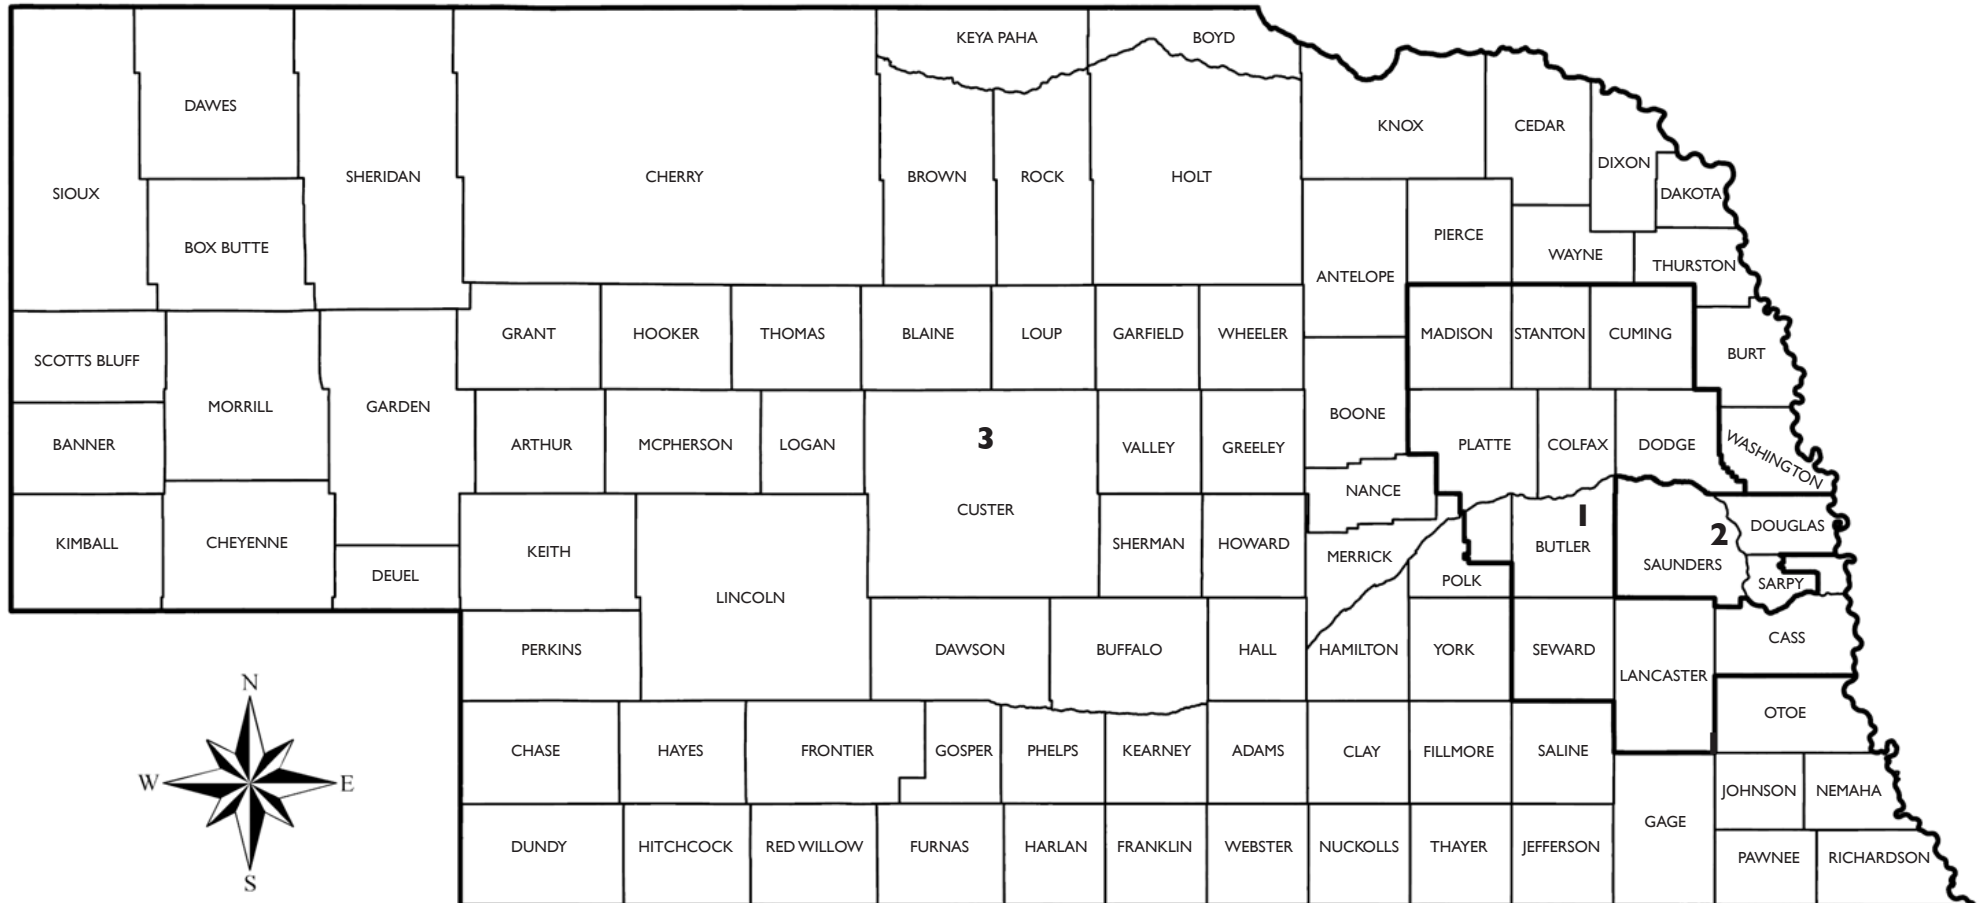 KEYA PAHA
BOYD
DAWES
KNOX
CEDAR
DIXON
SIOUX
SHERIDAN
CHERRY
BROWN
ROCK
HOLT
DAKOTA
BOX BUTTE
PIERCE
WAYNE
THURSTON
ANTELOPE
SCOTTS BLUFF
GRANT
HOOKER
THOMAS
BLAINE
LOUP
GARFIELD
WHEELER
MADISON
STANTON
CUMING
BURT
MORRILL
GARDEN
BOONE
BANNER
ARTHUR
MCPHERSON
LOGAN
3
VALLEY
GREELEY
PLATTE
COLFAX
DODGE
WASHINGTON
NANCE
CUSTER
1
2
DOUGLAS
KIMBALL
CHEYENNE
KEITH
SHERMAN
HOWARD
MERRICK
BUTLER
SAUNDERS
DEUEL
LINCOLN
POLK
SARPY
PERKINS
DAWSON
BUFFALO
HALL
HAMILTON
YORK
SEWARD
LANCASTER
CASS
OTOE
N
CHASE
HAYES
FRONTIER
GOSPER
PHELPS
KEARNEY
ADAMS
CLAY
FILLMORE
SALINE
W
E
JOHNSON
NEMAHA
GAGE
DUNDY
HITCHCOCK
RED WILLOW
FURNAS
HARLAN
FRANKLIN
WEBSTER
NUCKOLLS
THAYER
JEFFERSON
PAWNEE
RICHARDSON
S